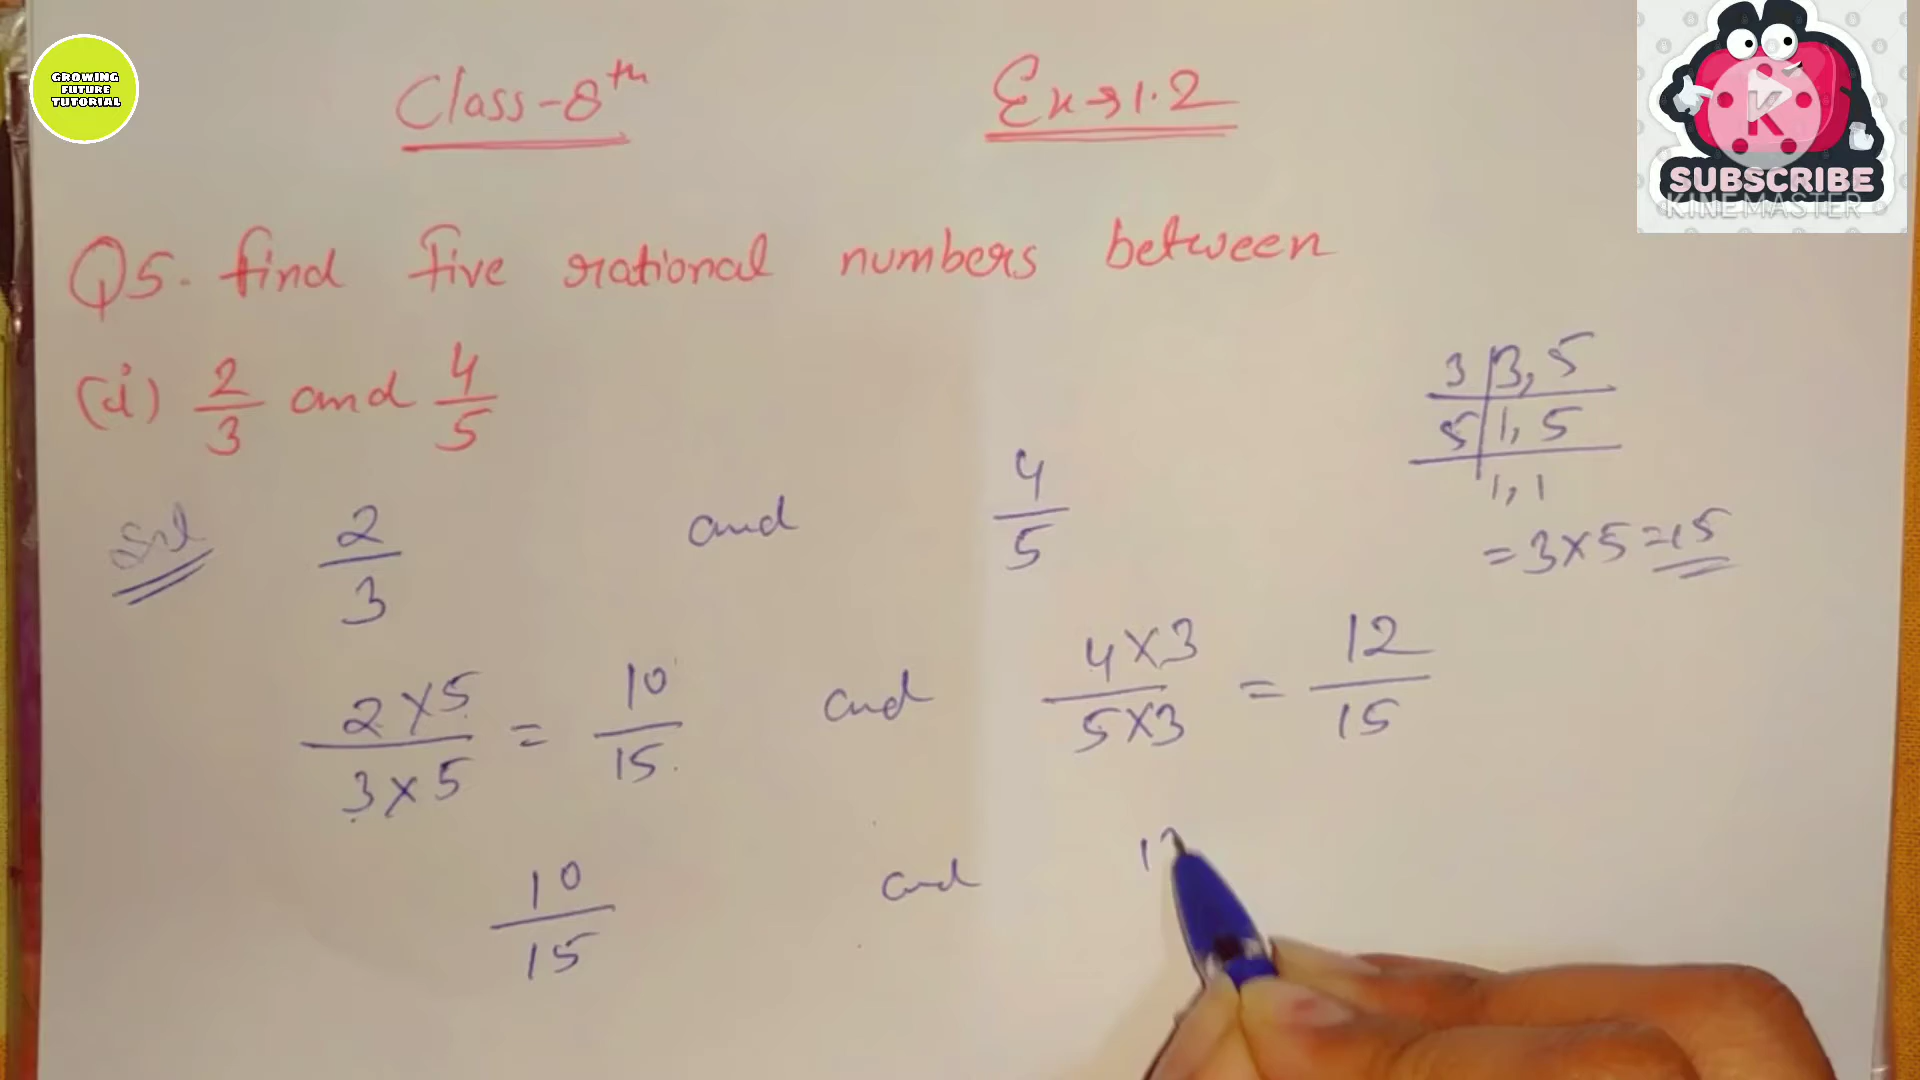 GROWING
FUTURE
TUTORIAL
Class-8th Ex→1.2
SUBSCRIBE
KINEMASTER
Q5. find five rational numbers between
(i) 2/3 and 4/5
3 | 3, 5
5 | 1, 5
1, 1
= 3×5=15
Sol 2/3 and 4/5
2×5/3×5 = 10/15 and 4×3/5×3 = 12/15
10/15 and 12